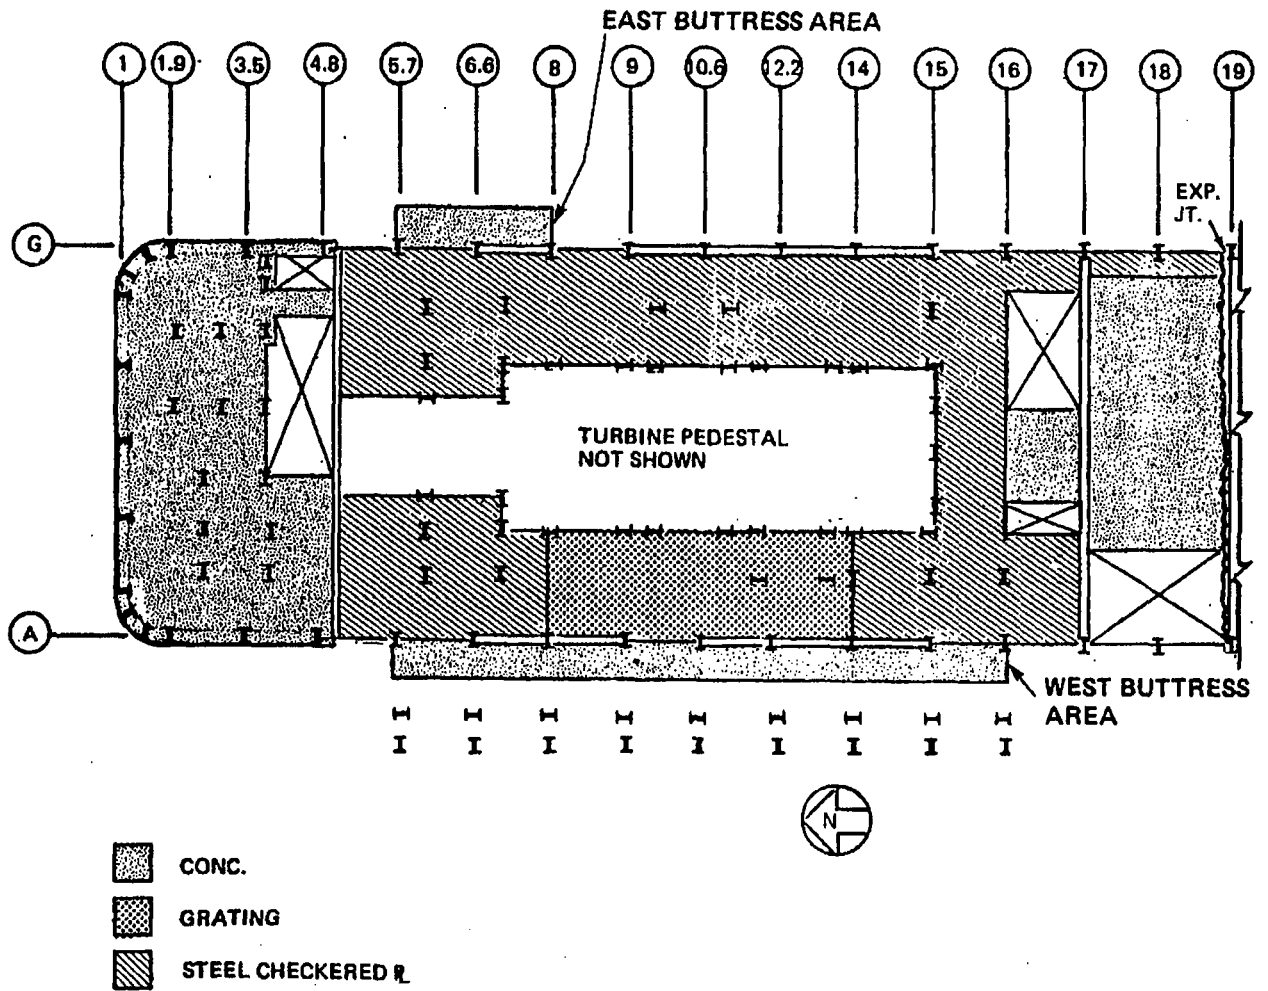 EAST BUTTRESS AREA
1 1.9 3.5 4.8 5.7 6.6 8 9 10.6 12.2 14 15 16 17 18 19
EXP.
JT.
G
TURBINE PEDESTAL
NOT SHOWN
A
WEST BUTTRESS
AREA
N
CONC.
GRATING
STEEL CHECKERED ℄